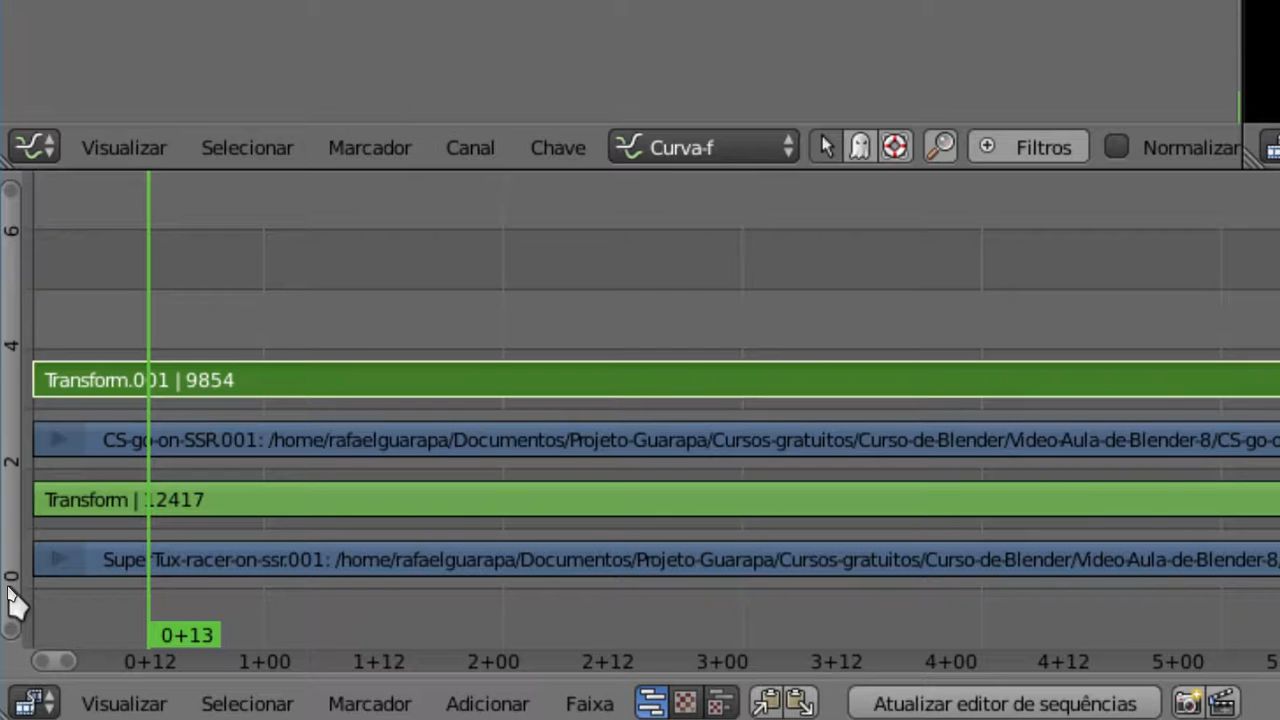 Visualizar Selecionar Marcador Canal Chave Curva-f Filtros Normalizar
6
4
Transform.001 | 9854
CS-go-on-SSR.001: /home/rafaelguarapa/Documentos/Projeto-Guarapa/Cursos-gratuitos/Curso-de-Blender/Video-Aula-de-Blender-8/CS-go-o
2
Transform | 12417
SuperTux-racer-on-ssr.001: /home/rafaelguarapa/Documentos/Projeto-Guarapa/Cursos-gratuitos/Curso-de-Blender/Video-Aula-de-Blender-8/
0
0+13
0+12 1+00 1+12 2+00 2+12 3+00 3+12 4+00 4+12 5+00 5
Visualizar Selecionar Marcador Adicionar Faixa Atualizar editor de sequências